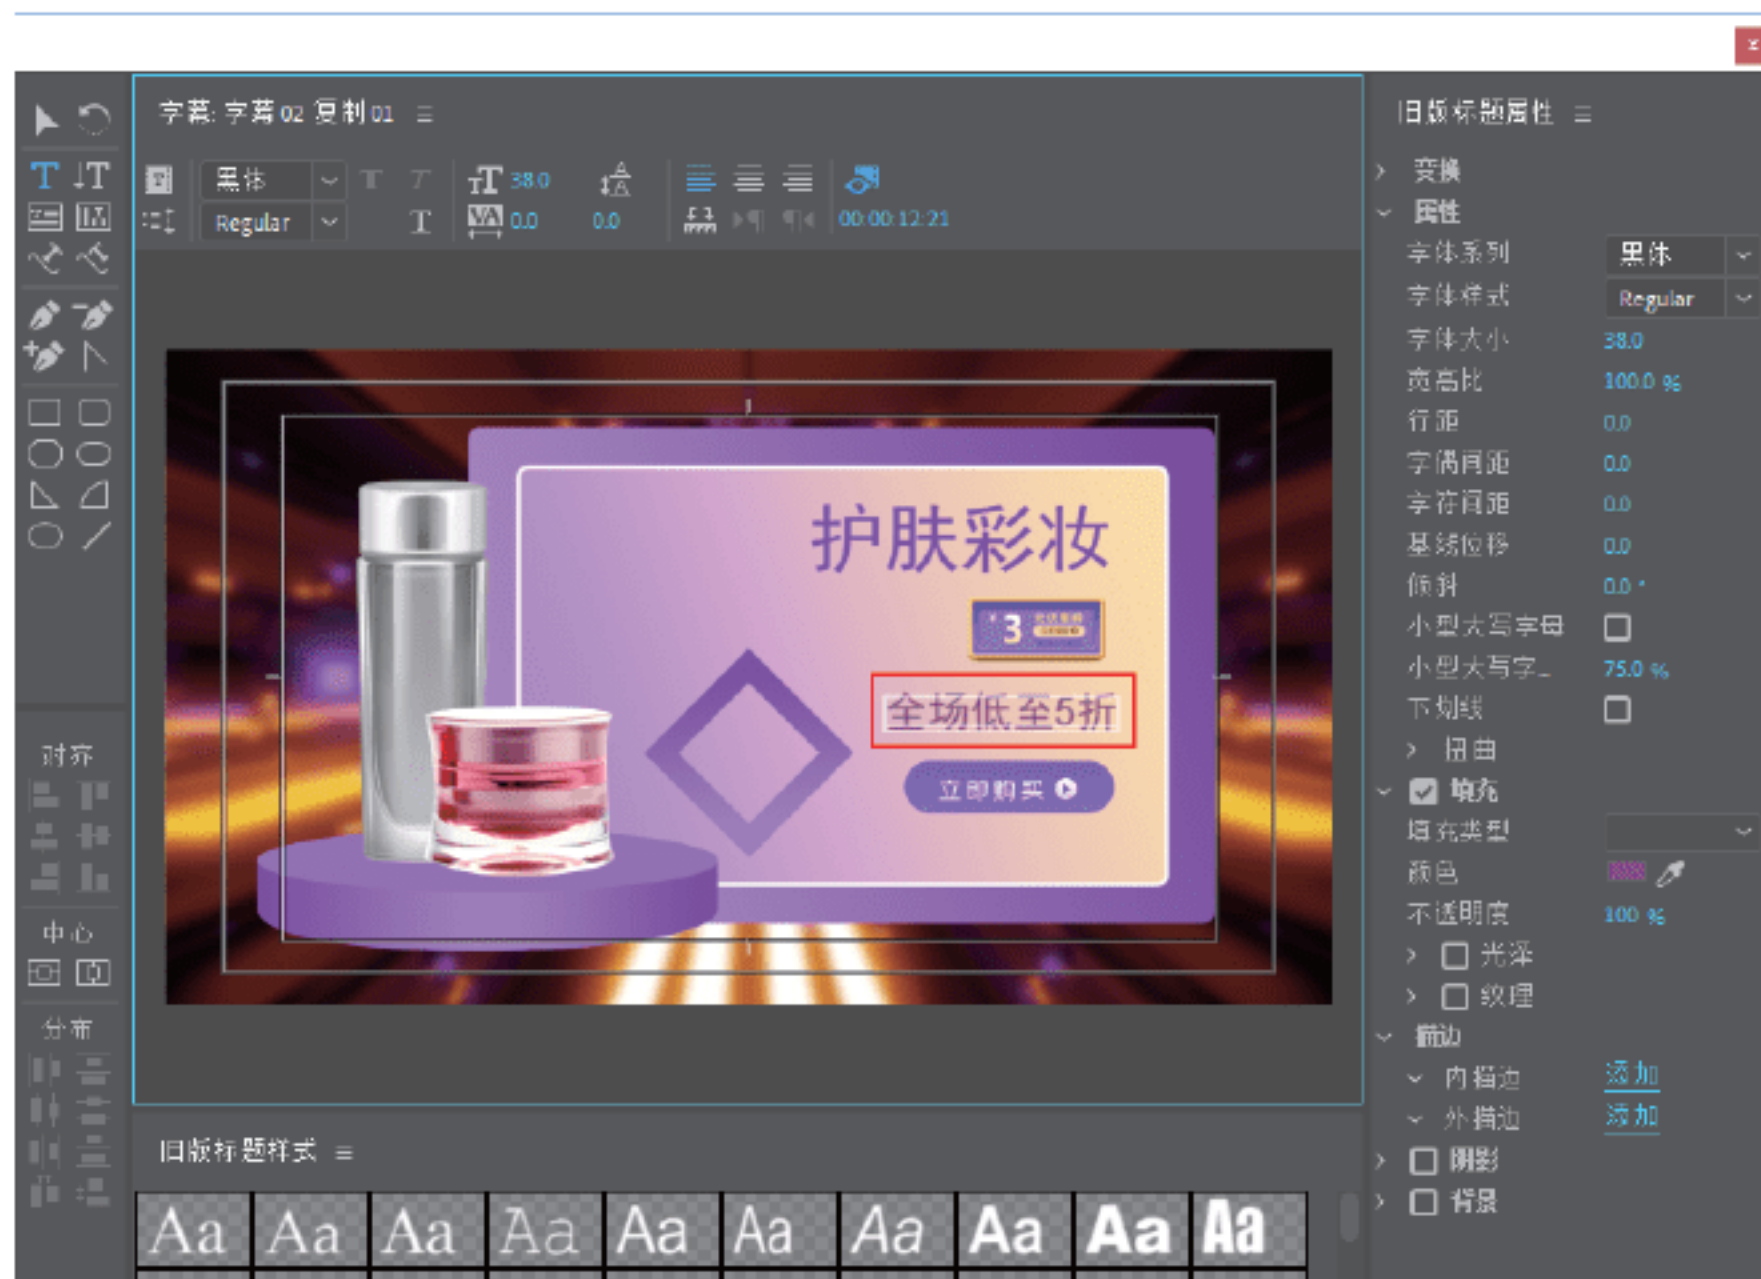 字幕: 字幕 02 复制 01
旧版标题属性
黑体
38.0
Regular
0.0
0.0
00:00:12:21
变换
属性
字体系列
黑体
字体样式
Regular
字体大小
38.0
宽高比
100.0 %
行距
0.0
字偶间距
0.0
字符间距
0.0
基线位移
0.0
倾斜
0.0 °
小型大写字母
小型大写字...
75.0 %
下划线
扭曲
填充
填充类型
颜色
不透明度
100 %
光泽
纹理
描边
内描边
添加
外描边
添加
阴影
背景
护肤彩妆
¥ 3
全场低至5折
立即购买
对齐
中心
分布
旧版标题样式
Aa Aa Aa Aa Aa Aa Aa Aa Aa Aa